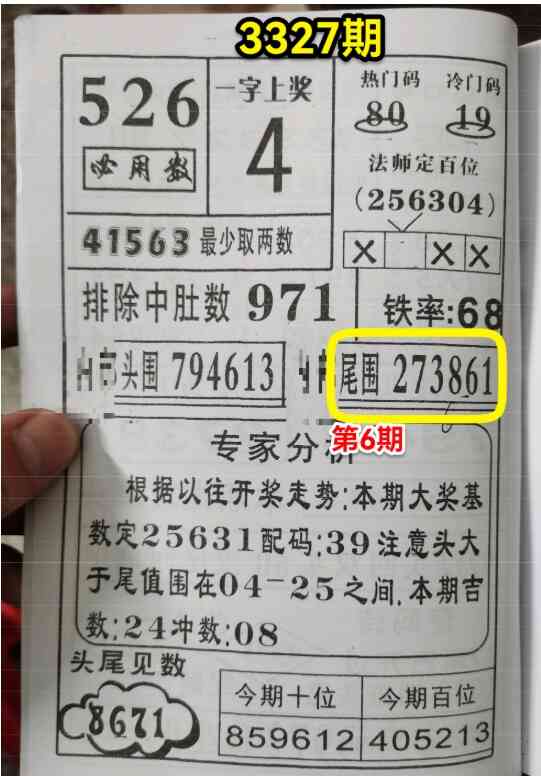 3327期
526
必用数
一字上奖
4
热门码 冷门码
80 19
法师定百位
(256304)
X X X
41563 最少取两数
排除中肚数 971
铁率:68
头围 794613
尾围 273861
第6期
专家分析
根据以往开奖走势;本期大奖基
数定25631配码;39注意头大
于尾值围在04-25之间,本期吉
数;24冲数;08
头尾见数
8671
今期十位 今期百位
859612 405213